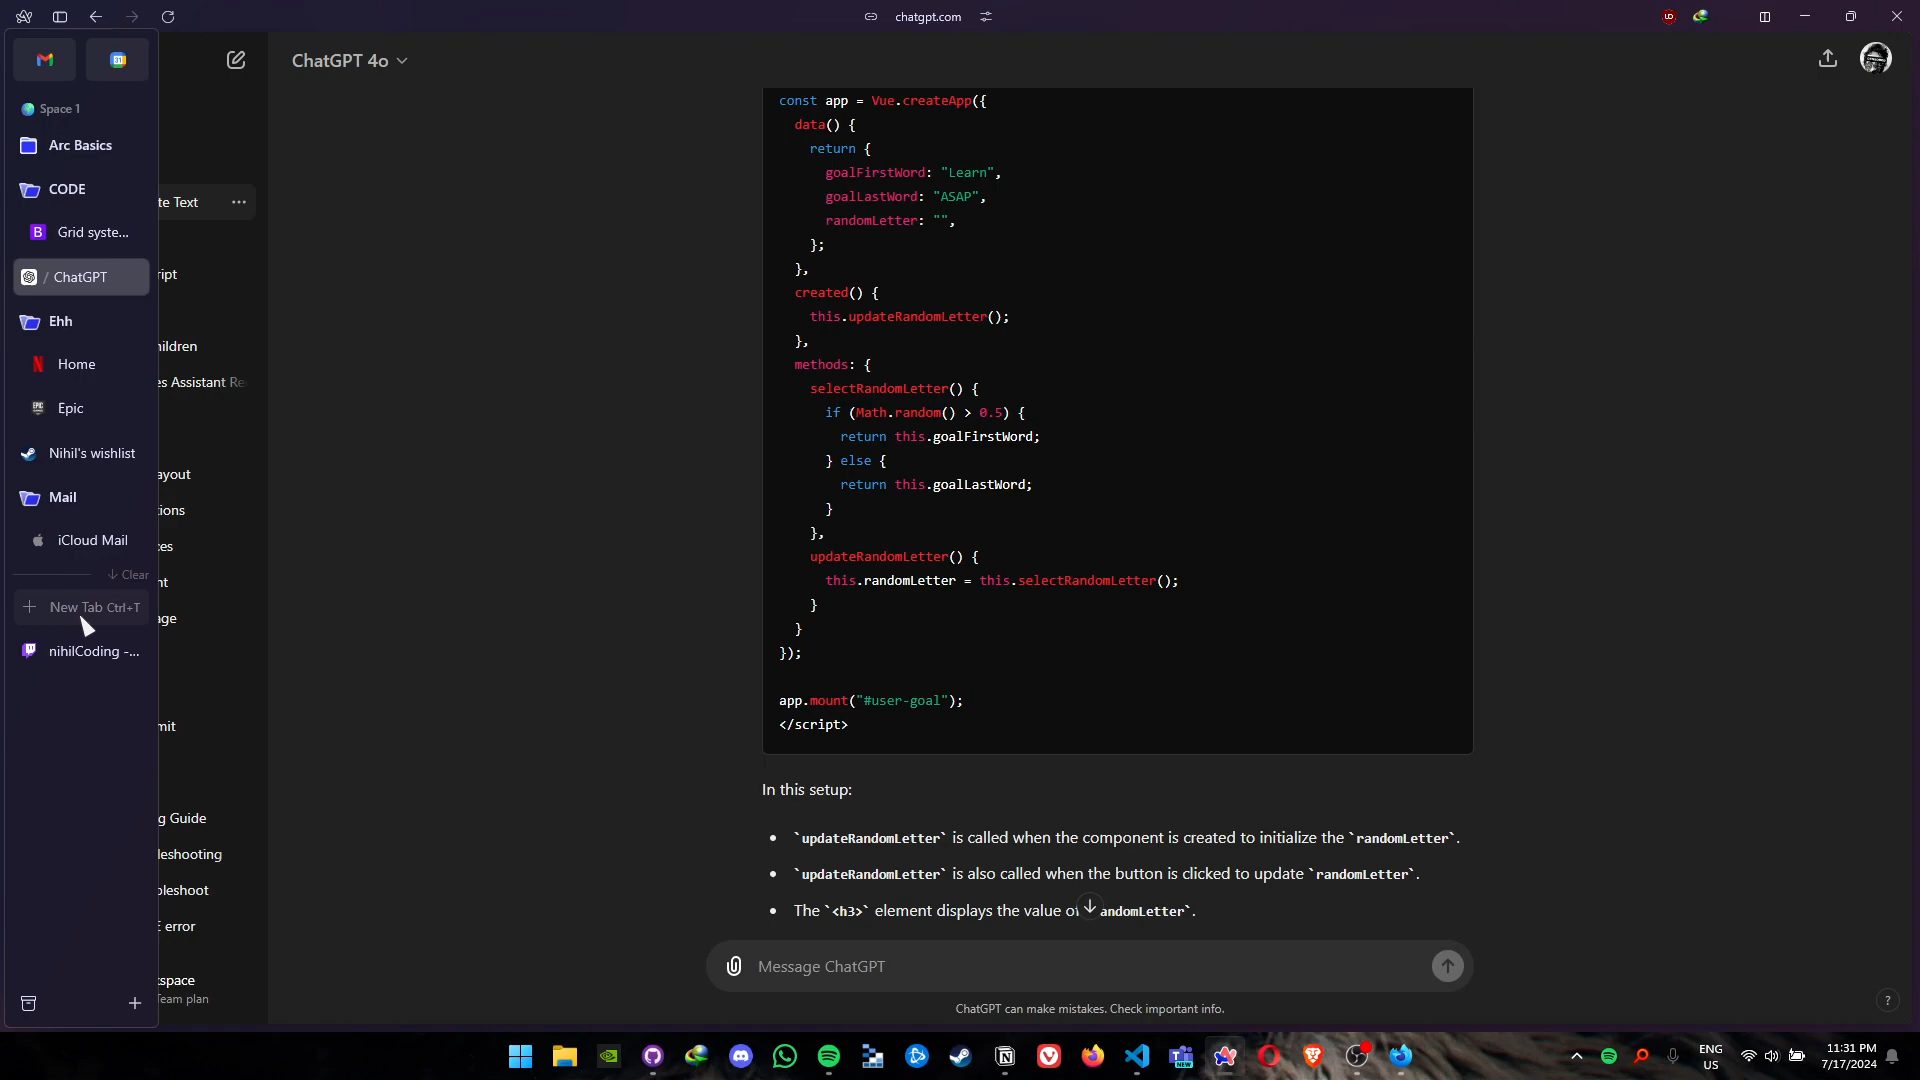 chatgpt.com
Space 1
Arc Basics
CODE
Grid syste...
/ ChatGPT
Ehh
Home
Epic
Nihil's wishlist
Mail
iCloud Mail
Clear
New Tab Ctrl+T
nihilCoding -...
te Text
ript
hildren
es Assistant Re
ayout
tions
ces
nt
age
mit
g Guide
leshooting
bleshoot
E error
kspace
Team plan
ChatGPT 4o
const app = Vue.createApp({
data() {
return {
goalFirstWord: "Learn",
goalLastWord: "ASAP",
randomLetter: "",
};
},
created() {
this.updateRandomLetter();
},
methods: {
selectRandomLetter() {
if (Math.random() > 0.5) {
return this.goalFirstWord;
} else {
return this.goalLastWord;
}
},
updateRandomLetter() {
this.randomLetter = this.selectRandomLetter();
}
}
});
app.mount("#user-goal");
</script>
In this setup:
• `updateRandomLetter` is called when the component is created to initialize the `randomLetter`.
• `updateRandomLetter` is also called when the button is clicked to update `randomLetter`.
• The `<h3>` element displays the value of andomLetter`.
Message ChatGPT
ChatGPT can make mistakes. Check important info.
?
ENG
US
11:31 PM
7/17/2024